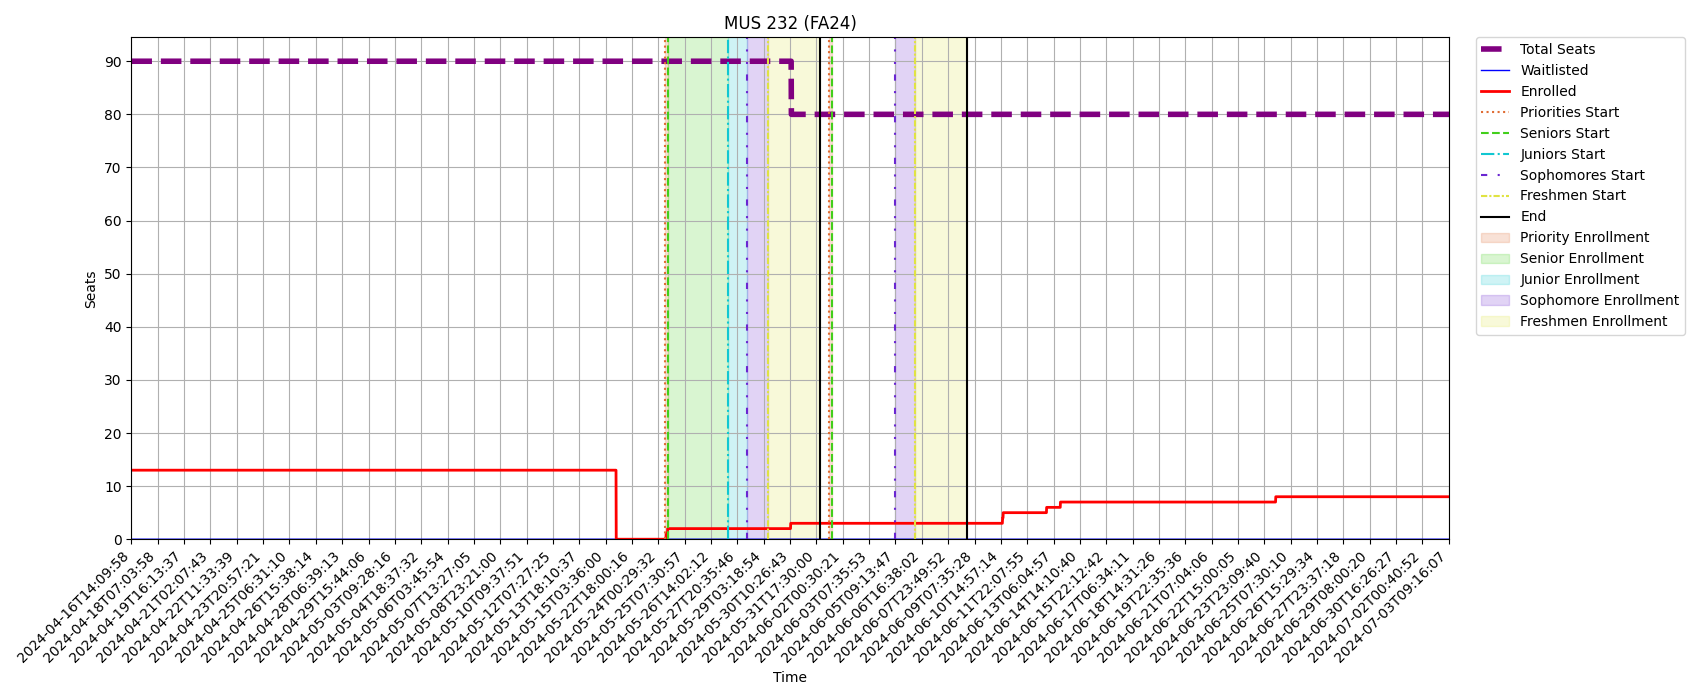 MUS 232 (FA24)
Seats
90
80
70
60
50
40
30
20
10
0
2024-04-16T14:09:58
2024-04-18T07:03:58
2024-04-19T16:13:37
2024-04-21T02:07:43
2024-04-22T11:33:39
2024-04-23T20:57:21
2024-04-25T06:31:10
2024-04-26T15:38:14
2024-04-28T06:39:13
2024-04-29T15:44:06
2024-05-03T09:28:16
2024-05-04T18:37:32
2024-05-06T03:45:54
2024-05-07T13:27:05
2024-05-08T23:21:00
2024-05-10T09:37:51
2024-05-12T07:27:25
2024-05-13T18:10:37
2024-05-15T03:36:00
2024-05-22T18:00:16
2024-05-24T00:29:32
2024-05-25T07:30:57
2024-05-26T14:02:12
2024-05-27T20:35:46
2024-05-29T03:18:54
2024-05-30T10:26:43
2024-05-31T17:30:00
2024-06-02T00:30:21
2024-06-03T07:35:53
2024-06-05T09:13:47
2024-06-06T16:38:02
2024-06-07T23:49:52
2024-06-09T07:35:28
2024-06-10T14:57:14
2024-06-11T22:07:55
2024-06-13T06:04:57
2024-06-14T14:10:40
2024-06-15T22:12:42
2024-06-17T06:34:11
2024-06-18T14:31:26
2024-06-19T22:35:36
2024-06-21T07:04:06
2024-06-22T15:00:05
2024-06-23T23:09:40
2024-06-25T07:30:10
2024-06-26T15:29:34
2024-06-27T23:37:18
2024-06-29T08:00:20
2024-06-30T16:26:27
2024-07-02T00:40:52
2024-07-03T09:16:07
Time
Total Seats
Waitlisted
Enrolled
Priorities Start
Seniors Start
Juniors Start
Sophomores Start
Freshmen Start
End
Priority Enrollment
Senior Enrollment
Junior Enrollment
Sophomore Enrollment
Freshmen Enrollment